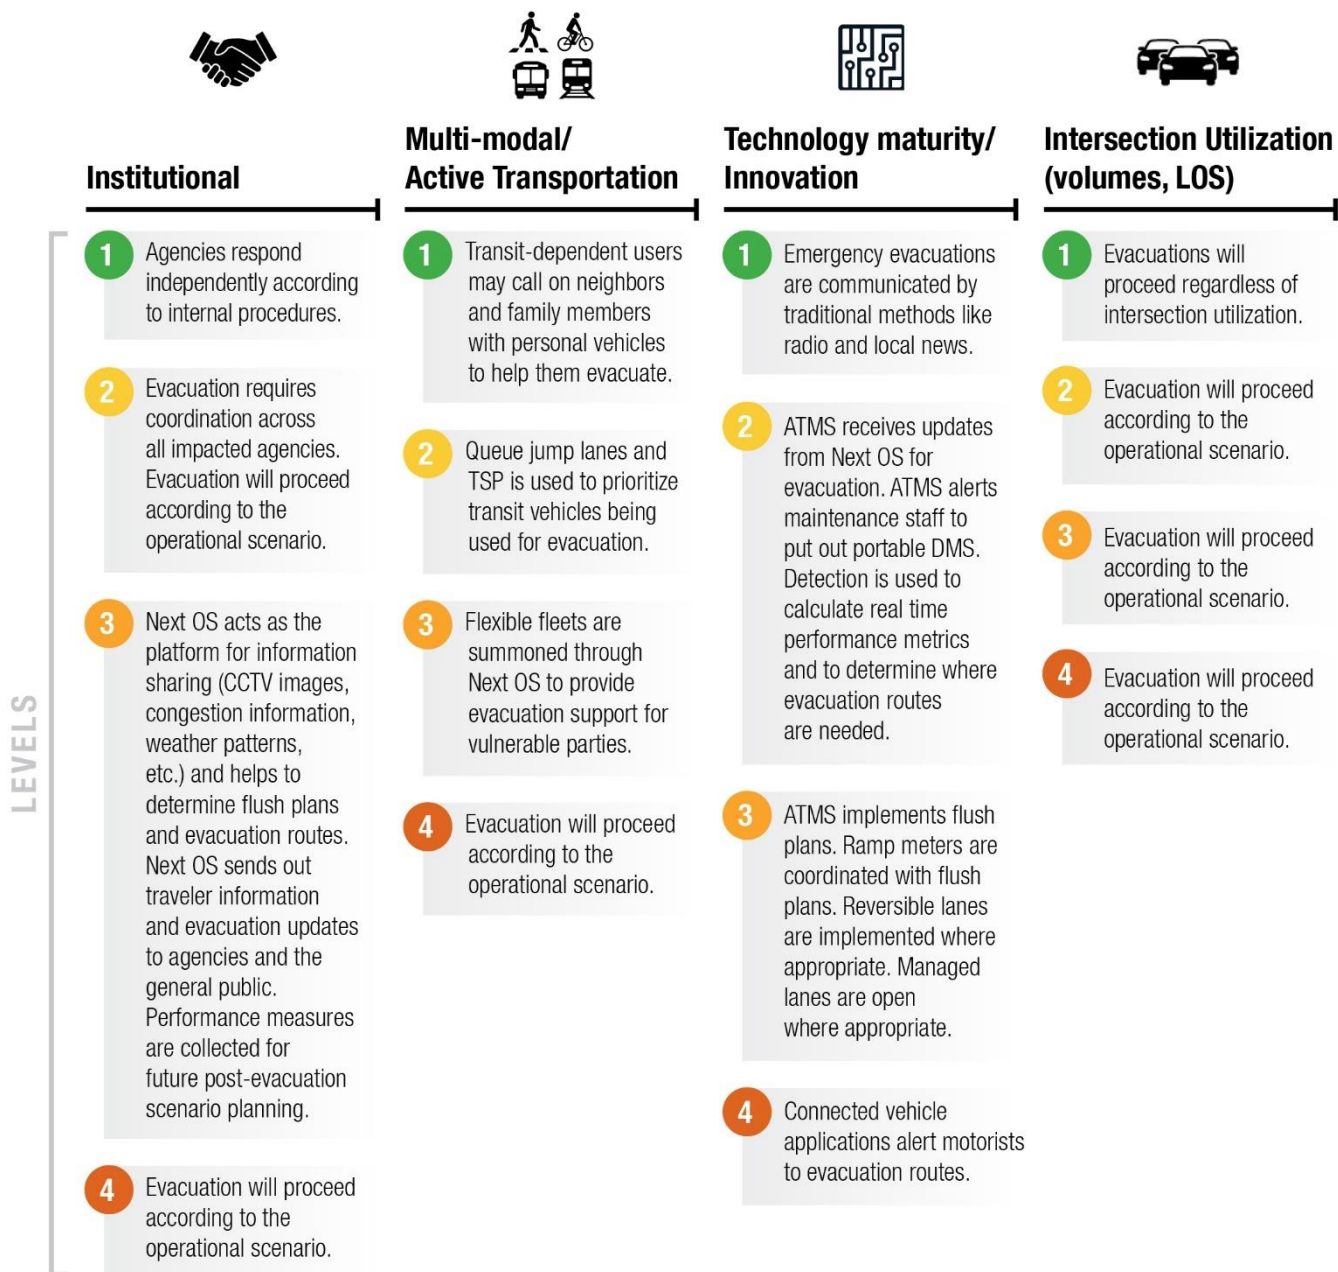 Institutional
Multi-modal/
Active Transportation
Technology maturity/
Innovation
Intersection Utilization
(volumes, LOS)
LEVELS
1
Agencies respond
independently according
to internal procedures.
2
Evacuation requires
coordination across
all impacted agencies.
Evacuation will proceed
according to the
operational scenario.
3
Next OS acts as the
platform for information
sharing (CCTV images,
congestion information,
weather patterns,
etc.) and helps to
determine flush plans
and evacuation routes.
Next OS sends out
traveler information
and evacuation updates
to agencies and the
general public.
Performance measures
are collected for
future post-evacuation
scenario planning.
4
Evacuation will proceed
according to the
operational scenario.
1
Transit-dependent users
may call on neighbors
and family members
with personal vehicles
to help them evacuate.
2
Queue jump lanes and
TSP is used to prioritize
transit vehicles being
used for evacuation.
3
Flexible fleets are
summoned through
Next OS to provide
evacuation support for
vulnerable parties.
4
Evacuation will proceed
according to the
operational scenario.
1
Emergency evacuations
are communicated by
traditional methods like
radio and local news.
2
ATMS receives updates
from Next OS for
evacuation. ATMS alerts
maintenance staff to
put out portable DMS.
Detection is used to
calculate real time
performance metrics
and to determine where
evacuation routes
are needed.
3
ATMS implements flush
plans. Ramp meters are
coordinated with flush
plans. Reversible lanes
are implemented where
appropriate. Managed
lanes are open
where appropriate.
4
Connected vehicle
applications alert motorists
to evacuation routes.
1
Evacuations will
proceed regardless of
intersection utilization.
2
Evacuation will proceed
according to the
operational scenario.
3
Evacuation will proceed
according to the
operational scenario.
4
Evacuation will proceed
according to the
operational scenario.